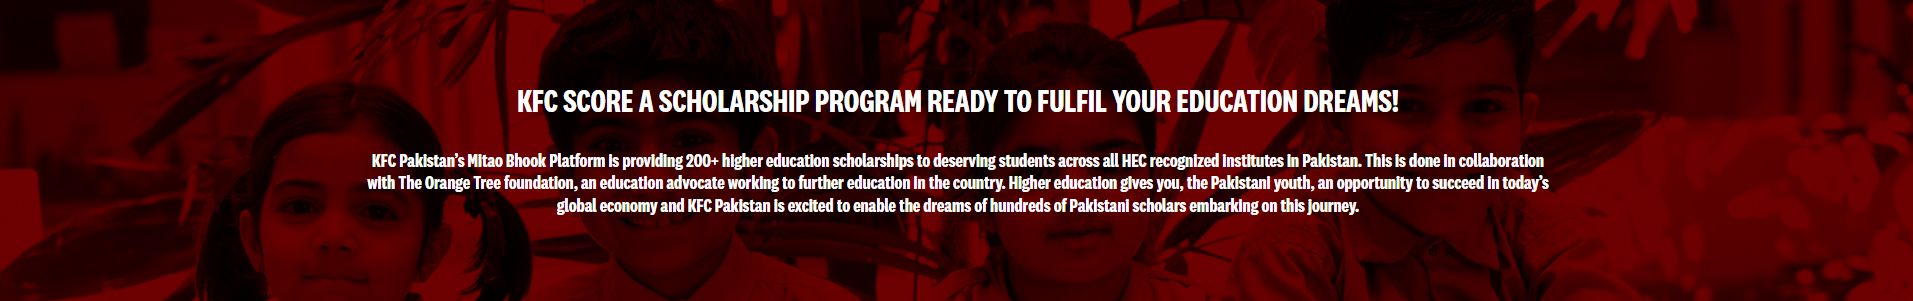 KFC SCORE A SCHOLARSHIP PROGRAM READY TO FULFIL YOUR EDUCATION DREAMS!
KFC Pakistan's Mitao Bhook Platform is providing 200+ higher education scholarships to deserving students across all HEC recognized institutes in Pakistan. This is done in collaboration
with The Orange Tree foundation, an education advocate working to further education in the country. Higher education gives you, the Pakistani youth, an opportunity to succeed in today's
global economy and KFC Pakistan is excited to enable the dreams of hundreds of Pakistani scholars embarking on this journey.